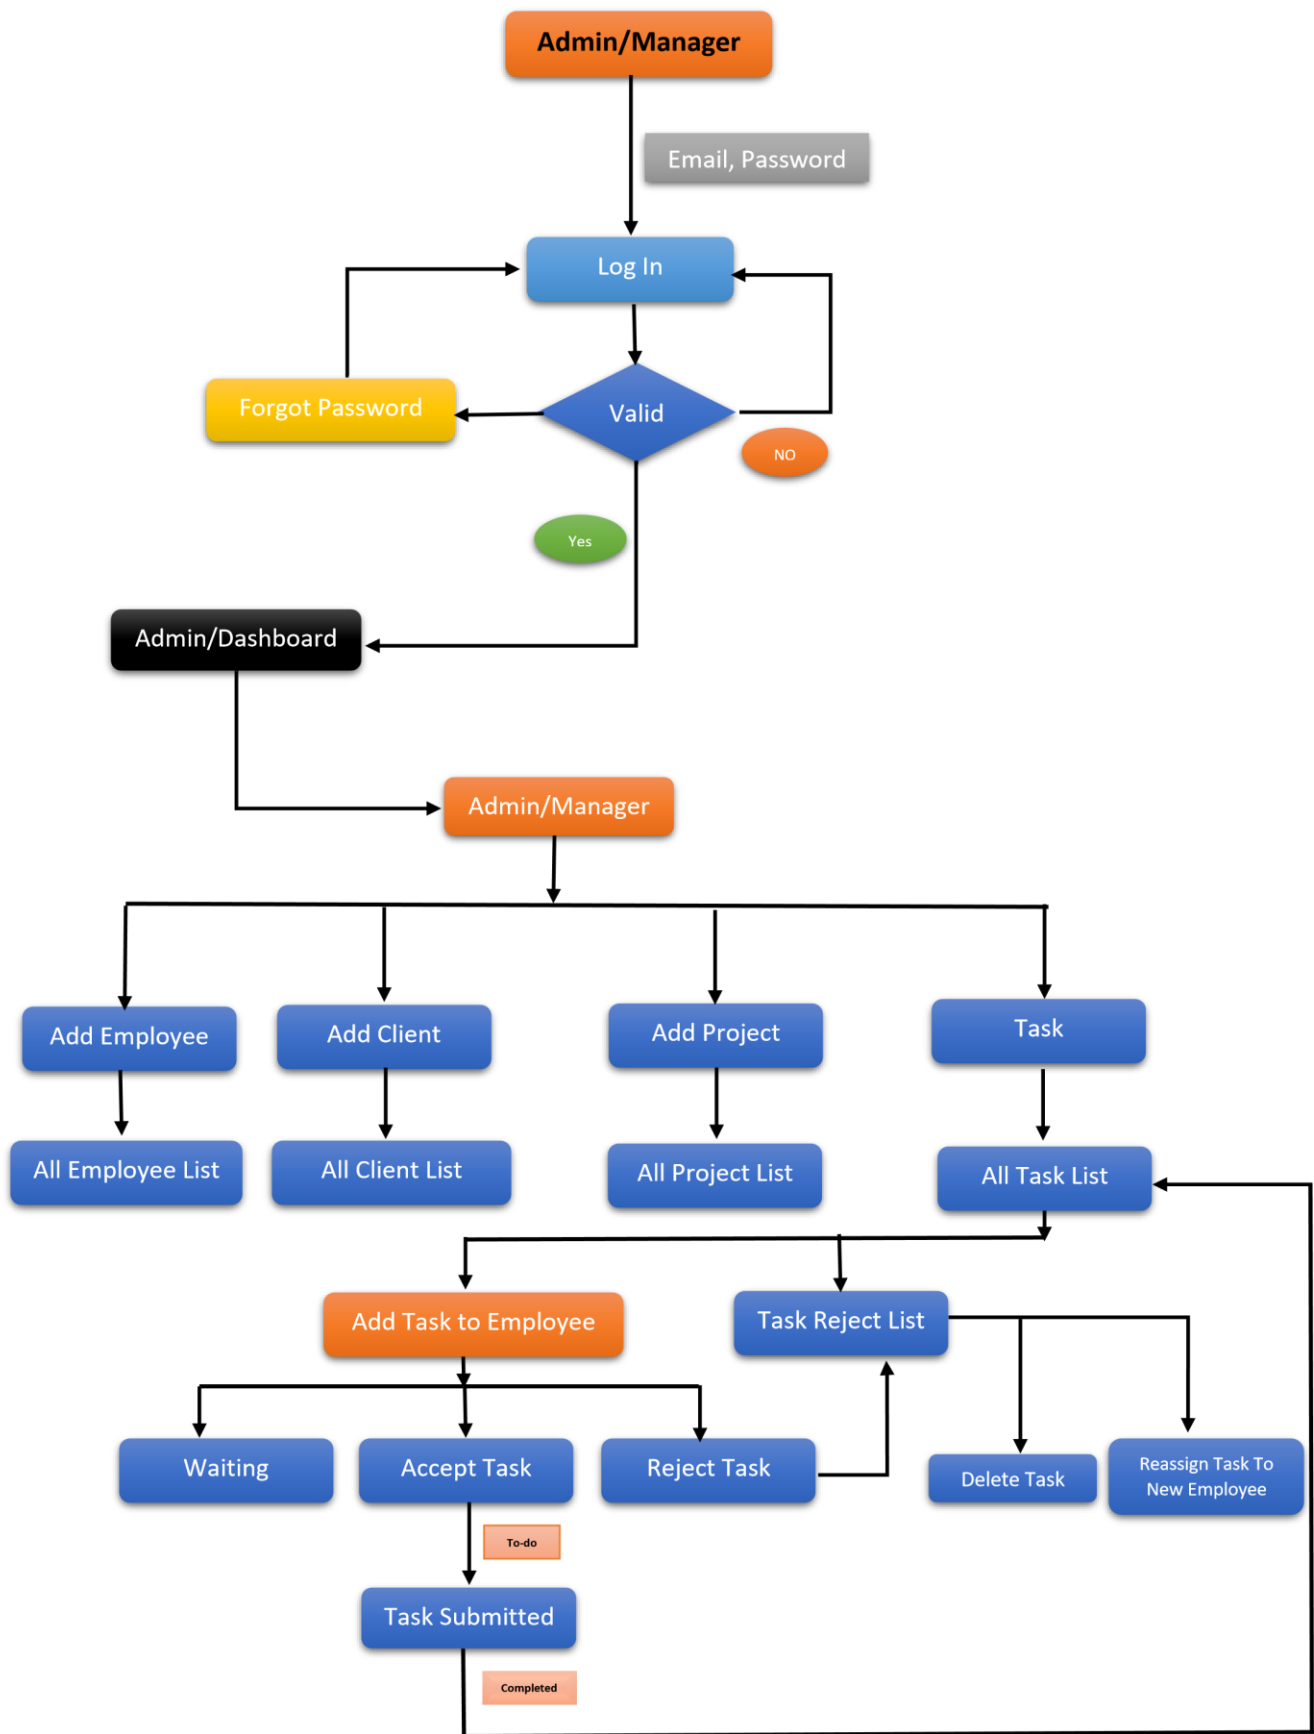 Admin/Manager
Email, Password
Log In
Forgot Password
Valid
NO
Yes
Admin/Dashboard
Admin/Manager
Add Employee
Add Client
Add Project
Task
All Employee List
All Client List
All Project List
All Task List
Add Task to Employee
Task Reject List
Waiting
Accept Task
Reject Task
Delete Task
Reassign Task To
New Employee
To-do
Task Submitted
Completed